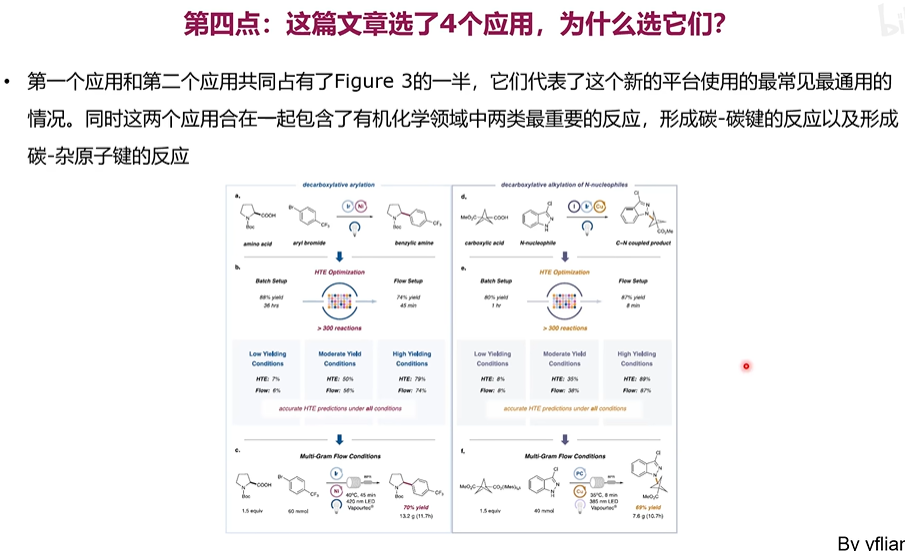 第四点：这篇文章选了4个应用，为什么选它们？
• 第一个应用和第二个应用共同占有了Figure 3的一半，它们代表了这个新的平台使用的最常见最通用的
情况。同时这两个应用合在一起包含了有机化学领域中两类最重要的反应，形成碳-碳键的反应以及形成
碳-杂原子键的反应
decarboxylative arylation
a.
COOH
N
Boc
Br
CF₃
Ir Ni
N
Boc
CF₃
amino acid
aryl bromide
benzylic amine
b.
HTE Optimization
Batch Setup
Flow Setup
88% yield
36 hrs
74% yield
45 min
> 300 reactions
Low Yielding
Conditions
Moderate Yield
Conditions
High Yielding
Conditions
HTE: 7%
Flow: 6%
HTE: 50%
Flow: 56%
HTE: 79%
Flow: 74%
accurate HTE predictions under all conditions
c.
Multi-Gram Flow Conditions
COOH
N
Boc
Br
CF₃
Ir
Ni
40°C, 45 min
420 nm LED
Vapourtec®
N
Boc
CF₃
1.5 equiv
60 mmol
70% yield
13.2 g (11.7h)
decarboxylative alkylation of N-nucleophiles
d.
MeO₂C
COOH
Cl
N
N
H
I Ir Cu
Cl
N
N
CO₂Me
carboxylic acid
N-nucleophile
C–N coupled product
e.
HTE Optimization
Batch Setup
Flow Setup
80% yield
1 hr
87% yield
8 min
> 300 reactions
Low Yielding
Conditions
Moderate Yield
Conditions
High Yielding
Conditions
HTE: 8%
Flow: 8%
HTE: 35%
Flow: 38%
HTE: 89%
Flow: 87%
accurate HTE predictions under all conditions
f.
Multi-Gram Flow Conditions
MeO₂C
Cl
N
N
H
PC
Cu
35°C, 8 min
385 nm LED
Vapourtec®
Cl
N
N
MeO₂C
1.5 equiv
40 mmol
69% yield
7.6 g (10.7h)
By yflian